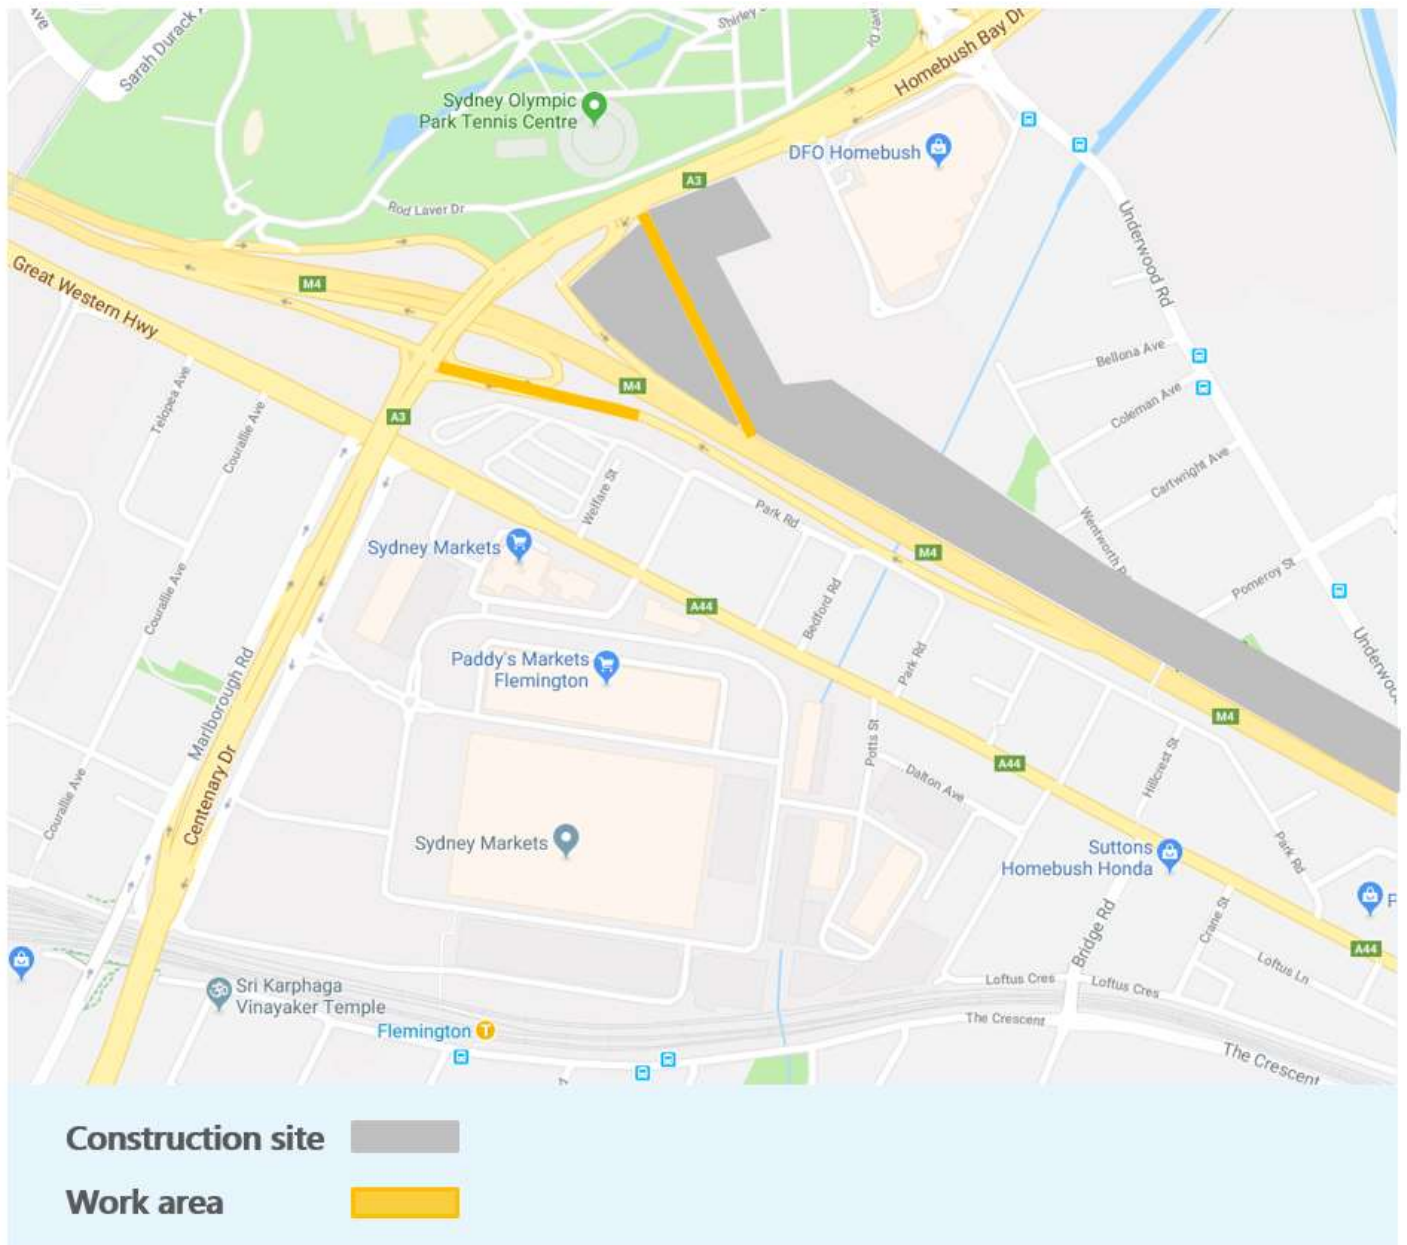 Ave
Sarah Durack
Shirley
Homebush Bay Dr
Sydney Olympic
Park Tennis Centre
DFO Homebush
A3
Rod Laver Dr
Underwood Rd
Great Western Hwy
M4
Bellona Ave
M4
Coleman Ave
Telopea Ave
Courallie Ave
A3
Cartwright Ave
Welfare St
Park Rd
Wentworth
Sydney Markets
M4
Pomeroy St
Courallie Ave
Bedford Rd
A44
Underwo
Paddy's Markets
Flemington
Park Rd
Marlborough Rd
M4
Potts St
A44
Hillcrest St
Dalton Ave
Centenary Dr
Courallie Ave
Sydney Markets
Suttons
Homebush Honda
Park Rd
Crane St
Bridge Rd
A44
Loftus Ln
Loftus Cres
Loftus Cres
Sri Karphaga
Vinayaker Temple
The Crescent
Flemington T
The Crescent
Construction site
Work area